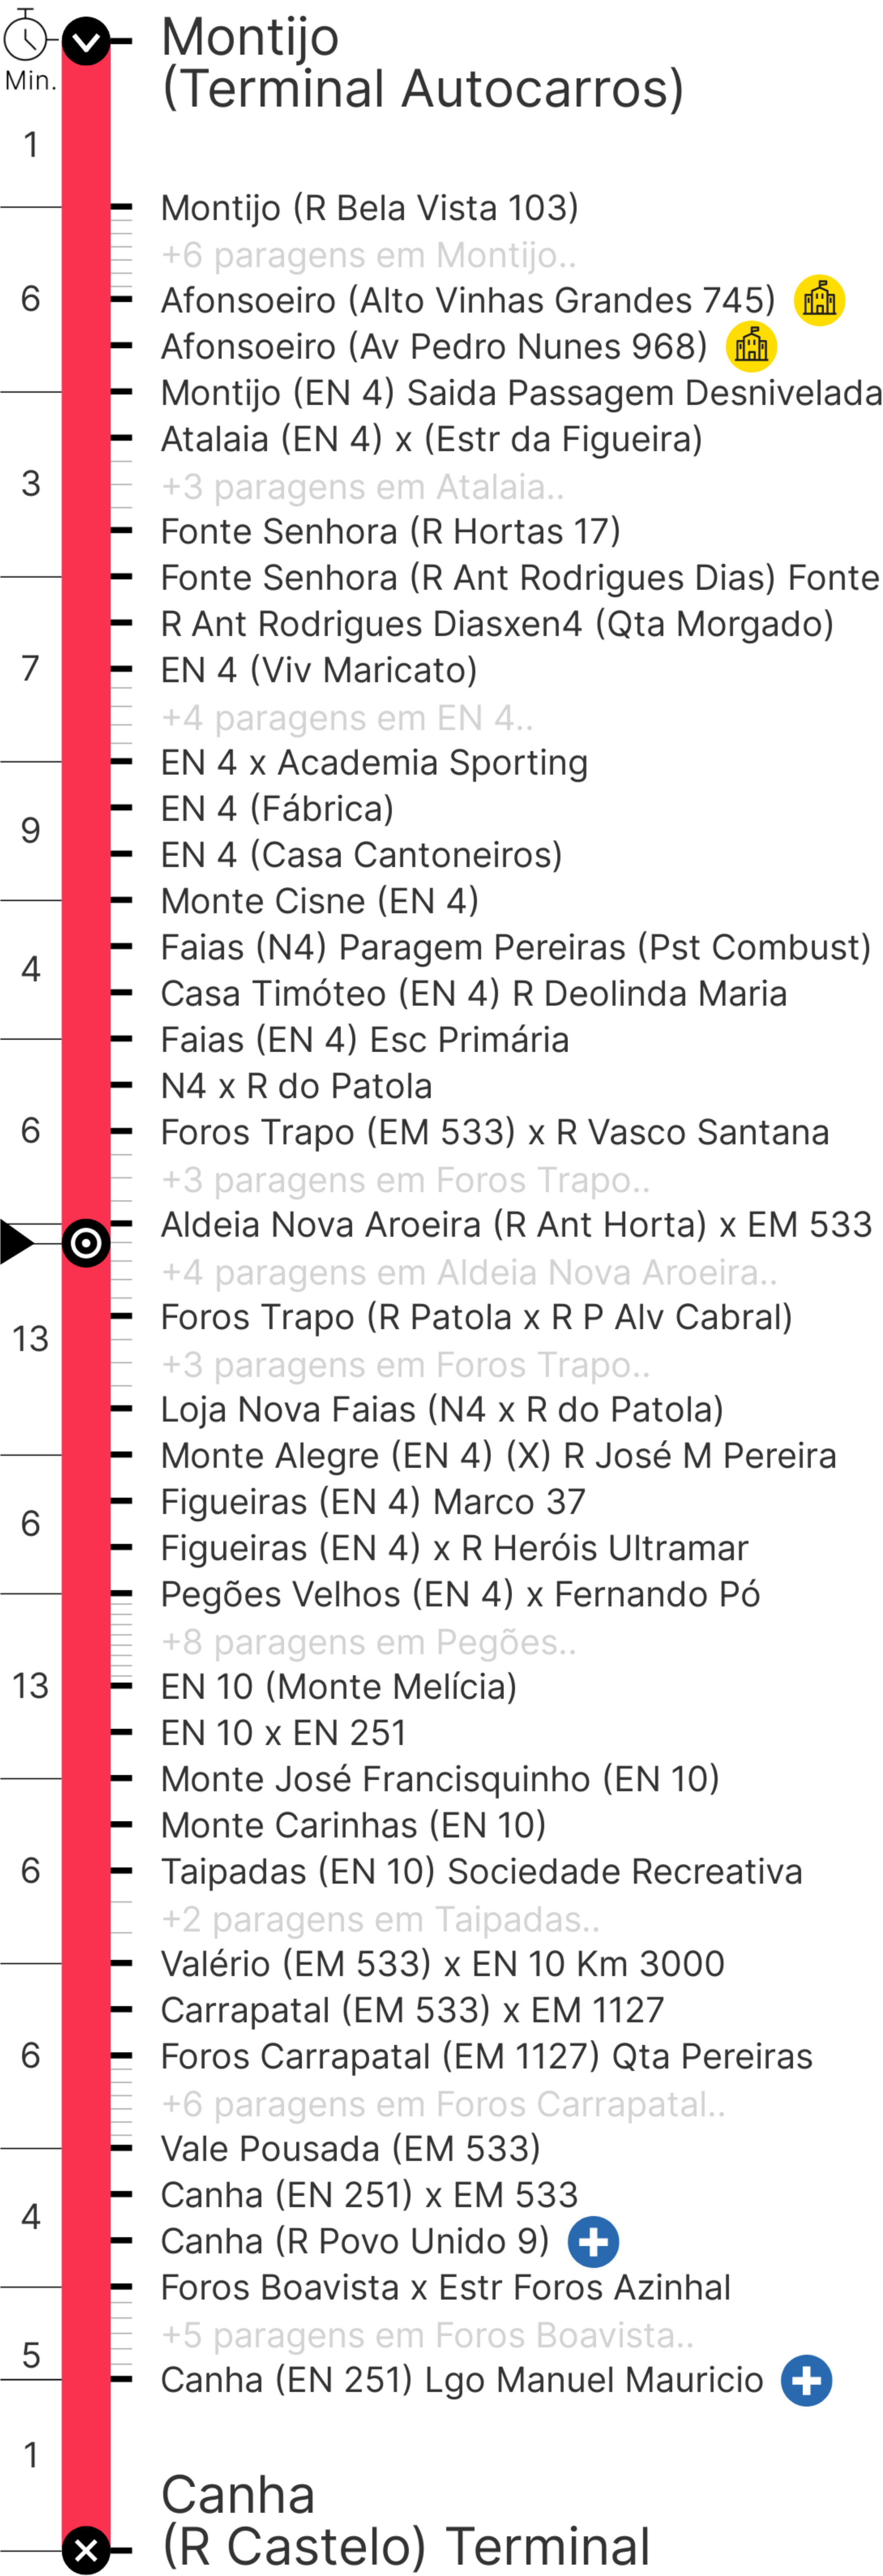 Montijo
(Terminal Autocarros)
Min.
1
Montijo (R Bela Vista 103)
+6 paragens em Montijo..
6
Afonsoeiro (Alto Vinhas Grandes 745)
Afonsoeiro (Av Pedro Nunes 968)
Montijo (EN 4) Saida Passagem Desnivelada
Atalaia (EN 4) x (Estr da Figueira)
3
+3 paragens em Atalaia..
Fonte Senhora (R Hortas 17)
Fonte Senhora (R Ant Rodrigues Dias) Fonte
R Ant Rodrigues Diasxen4 (Qta Morgado)
7
EN 4 (Viv Maricato)
+4 paragens em EN 4..
EN 4 x Academia Sporting
EN 4 (Fábrica)
9
EN 4 (Casa Cantoneiros)
Monte Cisne (EN 4)
Faias (N4) Paragem Pereiras (Pst Combust)
4
Casa Timóteo (EN 4) R Deolinda Maria
Faias (EN 4) Esc Primária
N4 x R do Patola
6
Foros Trapo (EM 533) x R Vasco Santana
+3 paragens em Foros Trapo..
Aldeia Nova Aroeira (R Ant Horta) x EM 533
+4 paragens em Aldeia Nova Aroeira..
Foros Trapo (R Patola x R P Alv Cabral)
13
+3 paragens em Foros Trapo..
Loja Nova Faias (N4 x R do Patola)
Monte Alegre (EN 4) (X) R José M Pereira
Figueiras (EN 4) Marco 37
6
Figueiras (EN 4) x R Heróis Ultramar
Pegões Velhos (EN 4) x Fernando Pó
+8 paragens em Pegões..
13
EN 10 (Monte Melícia)
EN 10 x EN 251
Monte José Francisquinho (EN 10)
Monte Carinhas (EN 10)
6
Taipadas (EN 10) Sociedade Recreativa
+2 paragens em Taipadas..
Valério (EM 533) x EN 10 Km 3000
Carrapatal (EM 533) x EM 1127
6
Foros Carrapatal (EM 1127) Qta Pereiras
+6 paragens em Foros Carrapatal..
Vale Pousada (EM 533)
Canha (EN 251) x EM 533
4
Canha (R Povo Unido 9)
Foros Boavista x Estr Foros Azinhal
+5 paragens em Foros Boavista..
5
Canha (EN 251) Lgo Manuel Mauricio
1
Canha
(R Castelo) Terminal